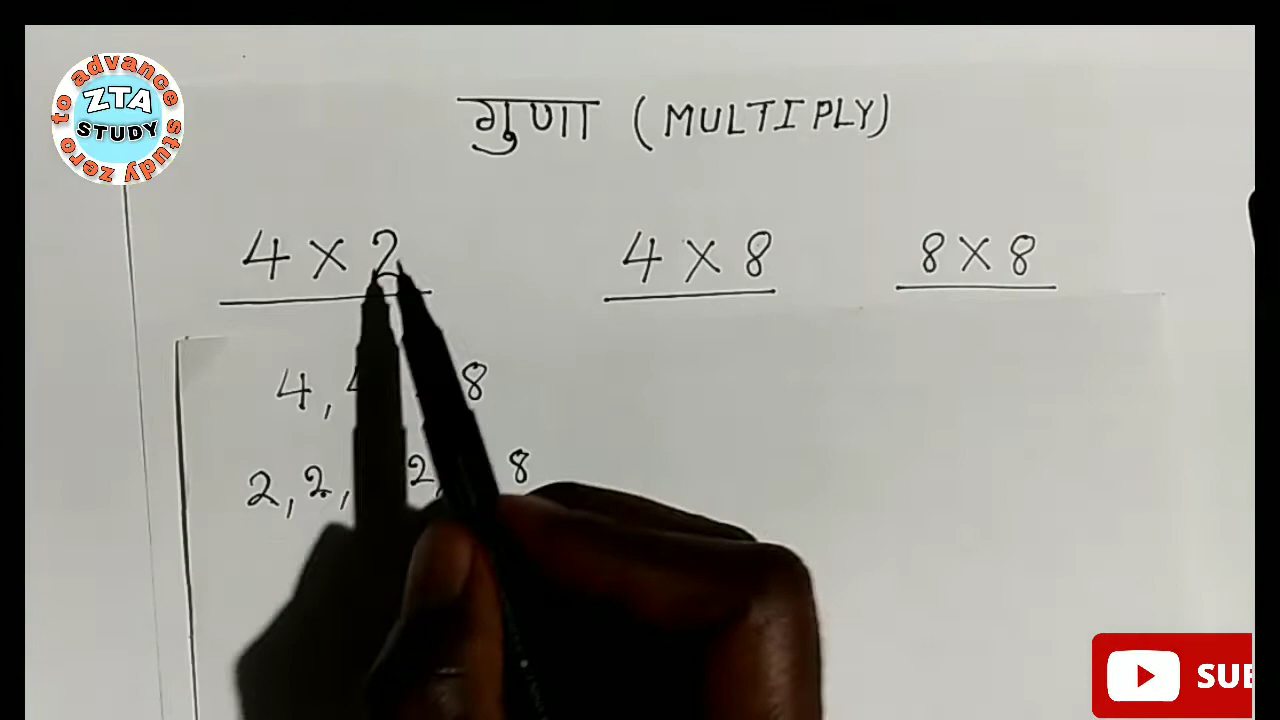 zero to advance study
ZTA
STUDY
गुणा (MULTIPLY)
4 × 2
4 × 8
8 × 8
4, 4 8
2, 2, 2, 8
SUB